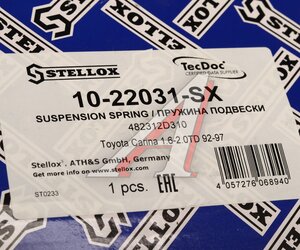 STELLOX
TecDoc
CERTIFIED DATA SUPPLIER
10-22031-SX
SUSPENSION SPRING / ПРУЖИНА ПОДВЕСКИ
482312D310
Toyota Carina 1.6-2.0TD 92-97
Stellox ATH&S GmbH, Germany
Get more info on www.stellox.com
1 pcs. EAC
ST0233
4 057276 068940